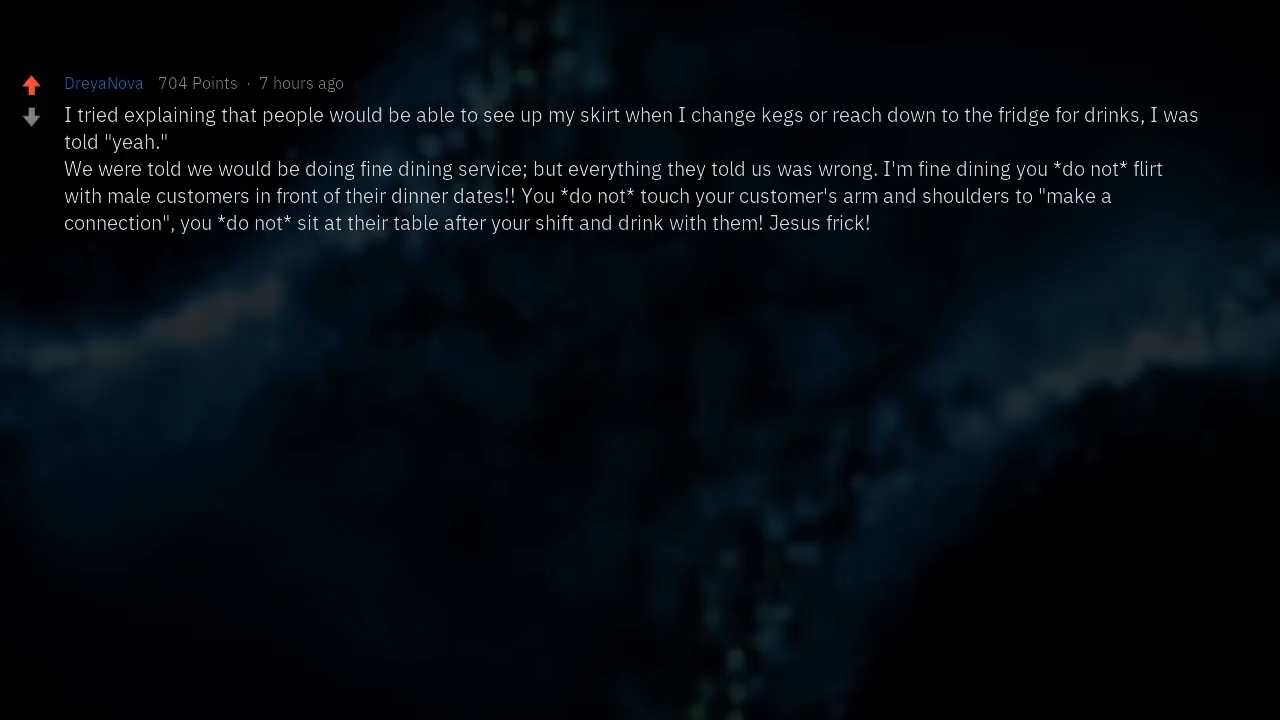 DreyaNova 704 Points · 7 hours ago
I tried explaining that people would be able to see up my skirt when I change kegs or reach down to the fridge for drinks, I was
told "yeah."
We were told we would be doing fine dining service; but everything they told us was wrong. I'm fine dining you *do not* flirt
with male customers in front of their dinner dates!! You *do not* touch your customer's arm and shoulders to "make a
connection", you *do not* sit at their table after your shift and drink with them! Jesus frick!